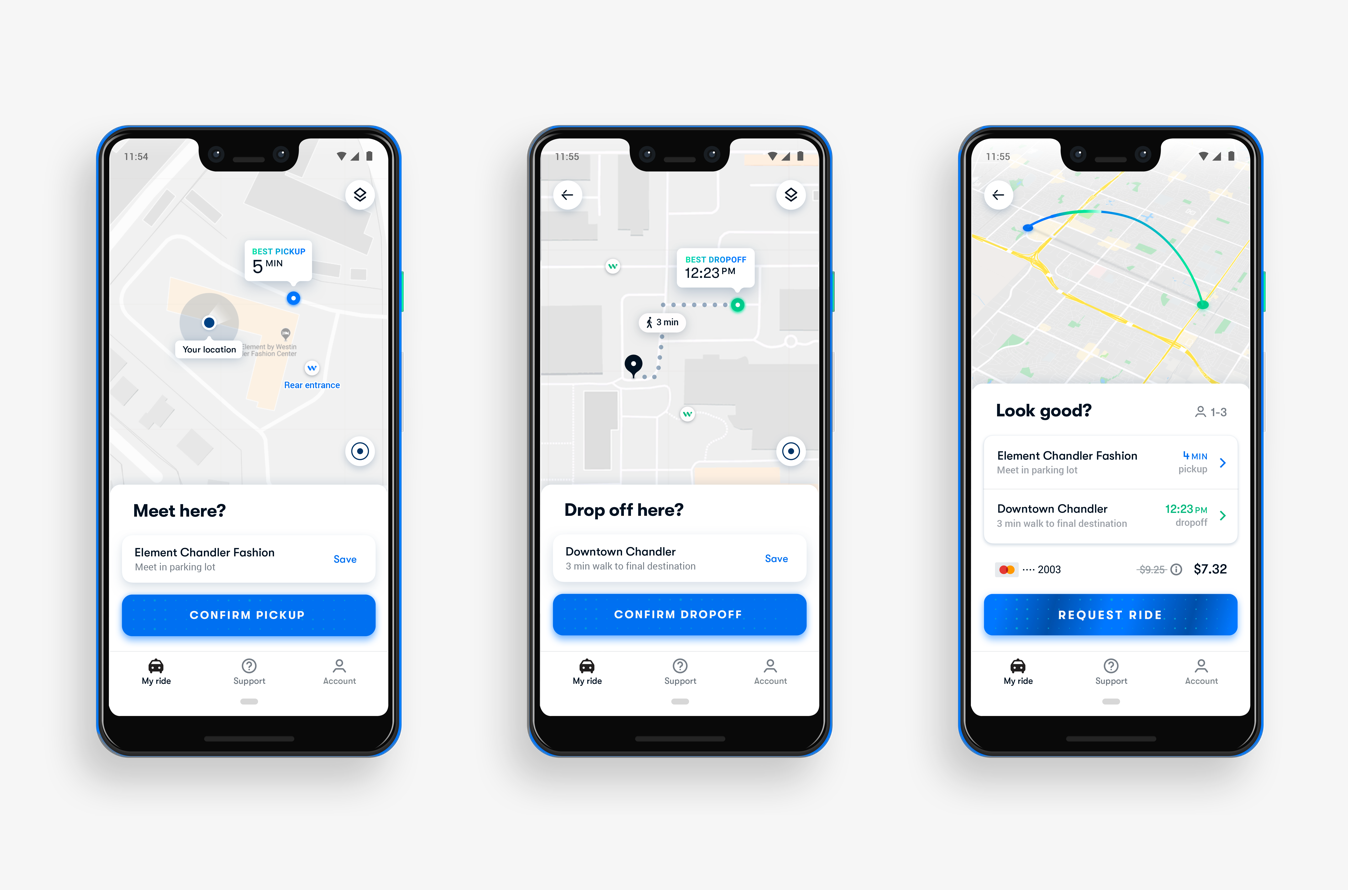 11:54
BEST PICKUP
5 MIN
Your location
Element by Westin
er Fashion Center
w
Rear entrance
Meet here?
Element Chandler Fashion
Save
Meet in parking lot
CONFIRM PICKUP
My ride
Support
Account
11:55
BEST DROPOFF
12:23 PM
w
3 min
w
Drop off here?
Downtown Chandler
Save
3 min walk to final destination
CONFIRM DROPOFF
My ride
Support
Account
11:55
Look good?
1-3
Element Chandler Fashion
4 MIN
Meet in parking lot
pickup
Downtown Chandler
12:23 PM
3 min walk to final destination
dropoff
•••• 2003
$9.25
$7.32
REQUEST RIDE
My ride
Support
Account